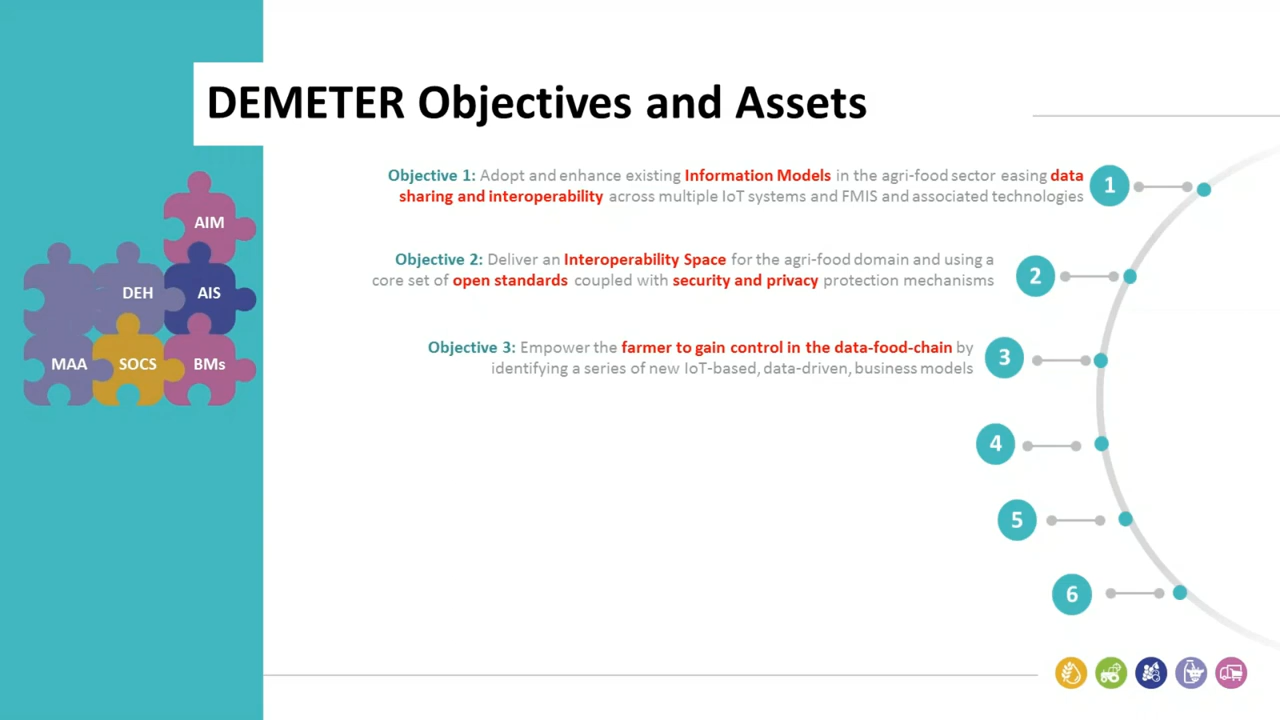 DEMETER Objectives and Assets
Objective 1: Adopt and enhance existing Information Models in the agri-food sector easing data
sharing and interoperability across multiple IoT systems and FMIS and associated technologies
1
Objective 2: Deliver an Interoperability Space for the agri-food domain and using a
core set of open standards coupled with security and privacy protection mechanisms
2
Objective 3: Empower the farmer to gain control in the data-food-chain by
identifying a series of new IoT-based, data-driven, business models
3
4
5
6
AIM
DEH AIS
MAA SOCS BMs